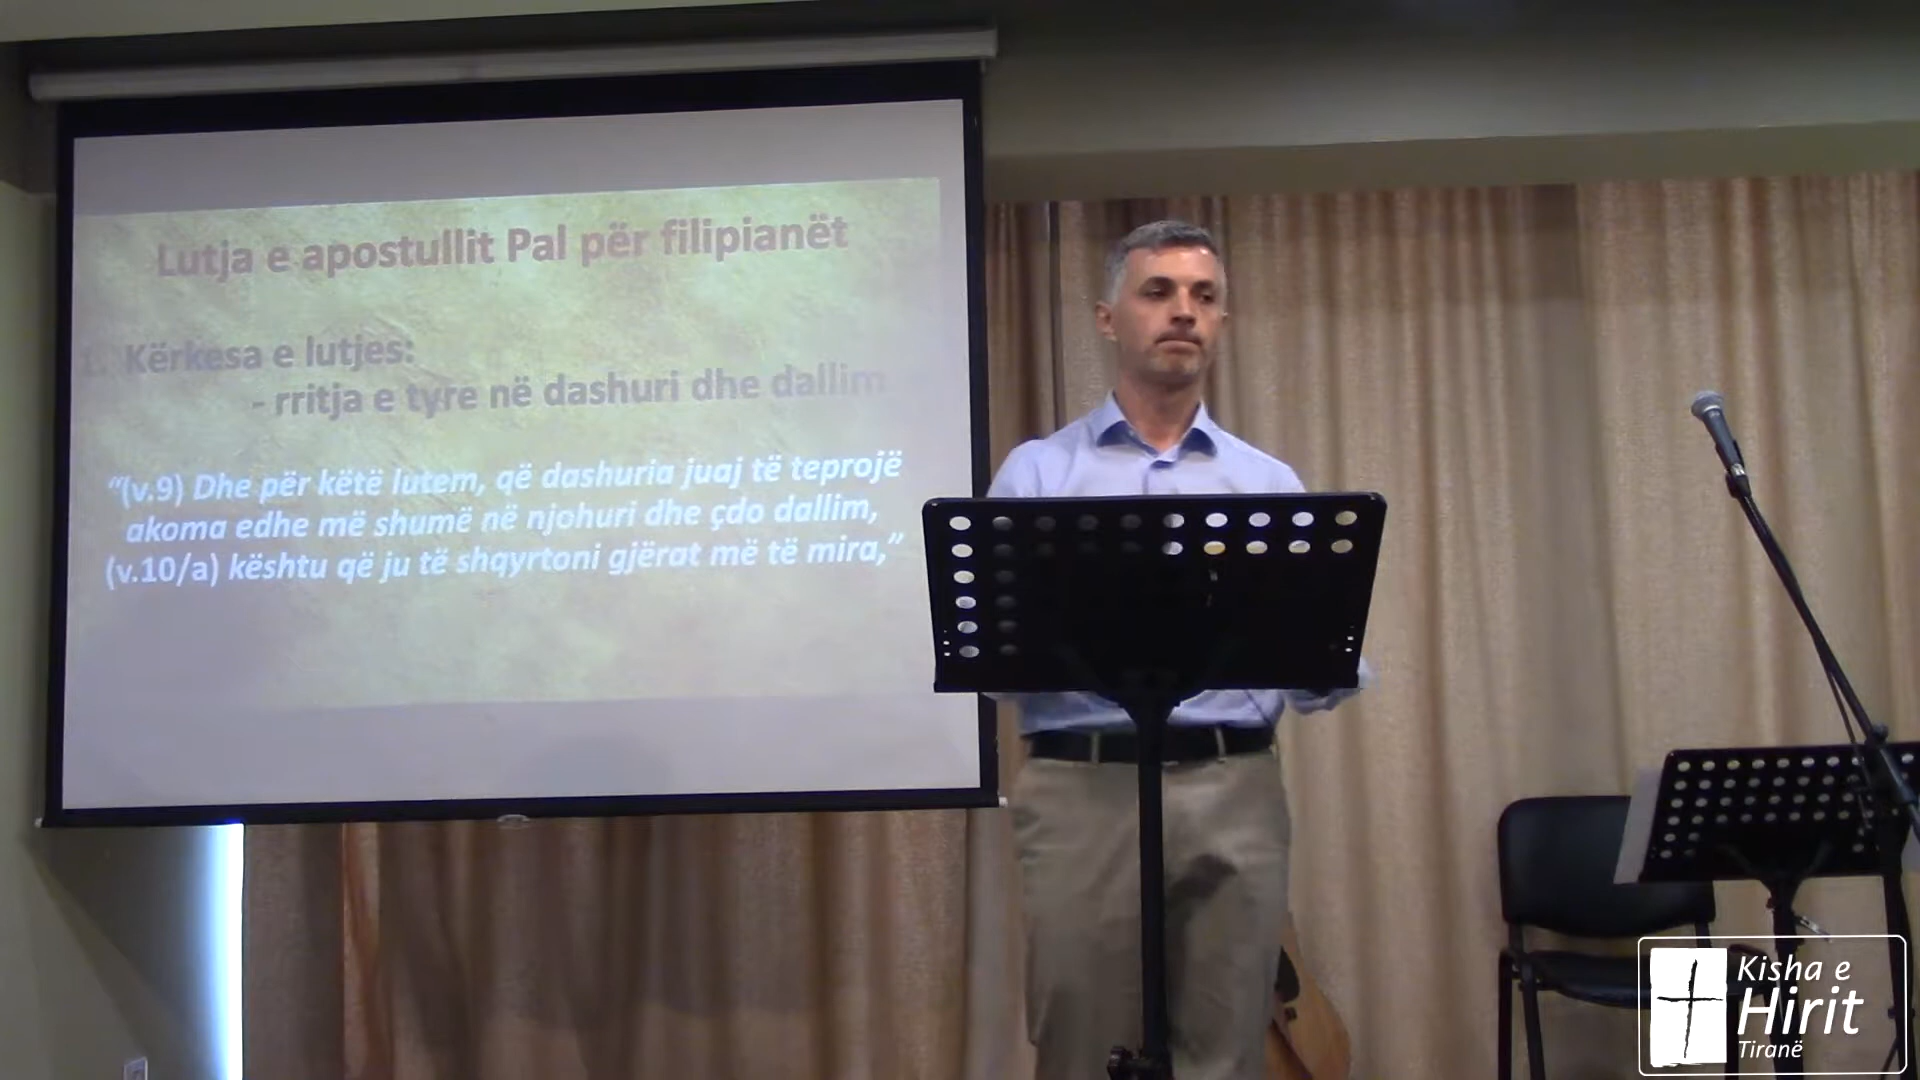 Lutja e apostullit Pal për filipianët
1. Kërkesa e lutjes:
- rritja e tyre në dashuri dhe dallim
“(v.9) Dhe për këtë lutem, që dashuria juaj të teprojë
akoma edhe më shumë në njohuri dhe çdo dallim,
(v.10/a) kështu që ju të shqyrtoni gjërat më të mira,”
Kisha e
Hirit
Tiranë